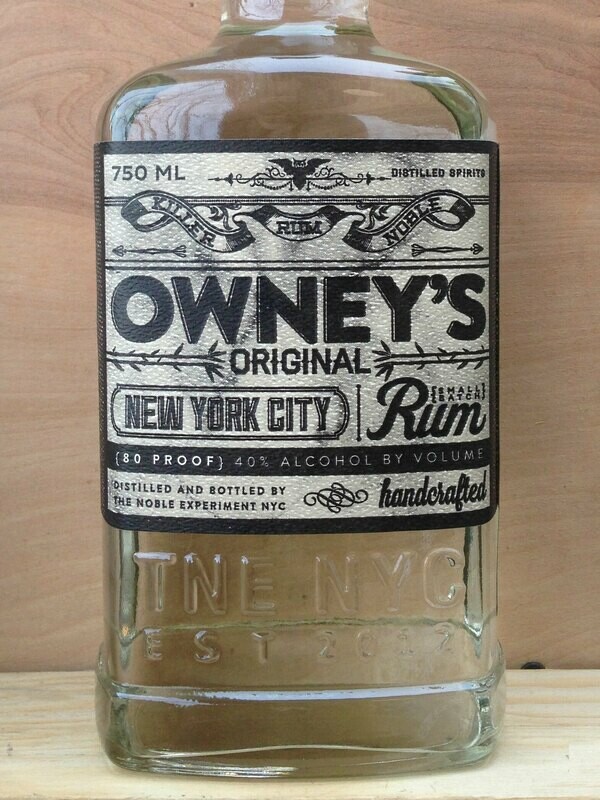 750 ML
DISTILLED SPIRITS
KILLER RUM NOBLE
OWNEY'S
ORIGINAL
NEW YORK CITY
{SMALL}
{BATCH}
Rum
{80 PROOF} 40% ALCOHOL BY VOLUME
DISTILLED AND BOTTLED BY
THE NOBLE EXPERIMENT NYC
handcrafted
TNE NYC
EST 2012